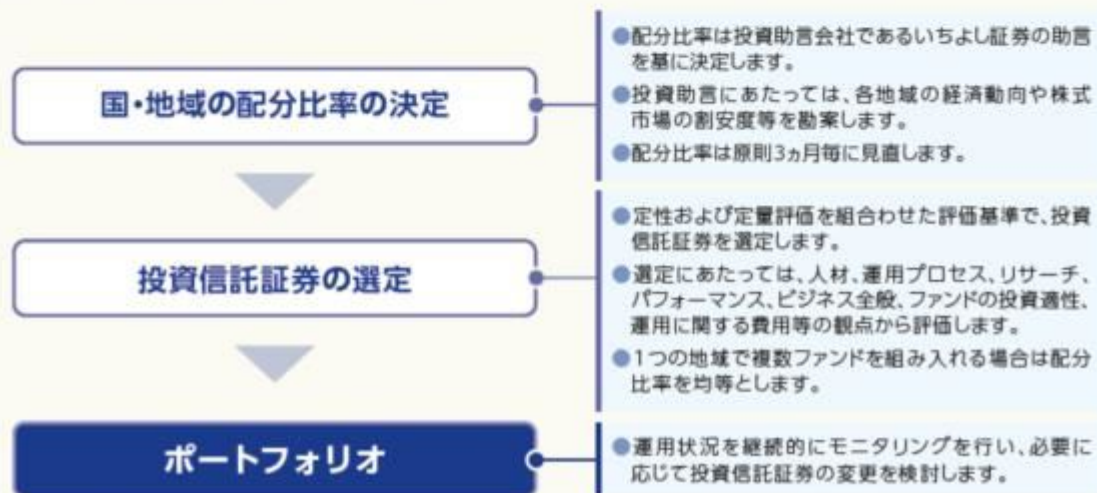 国・地域の配分比率の決定
●配分比率は投資助言会社であるいちよし証券の助言
を基に決定します。
●投資助言にあたっては、各地域の経済動向や株式
市場の割安度等を勘案します。
●配分比率は原則3ヵ月毎に見直します。
投資信託証券の選定
●定性および定量評価を組合わせた評価基準で、投資
信託証券を選定します。
●選定にあたっては、人材、運用プロセス、リサーチ、
パフォーマンス、ビジネス全般、ファンドの投資適性、
運用に関する費用等の観点から評価します。
●1つの地域で複数ファンドを組み入れる場合は配分
比率を均等とします。
ポートフォリオ
●運用状況を継続的にモニタリングを行い、必要に
応じて投資信託証券の変更を検討します。